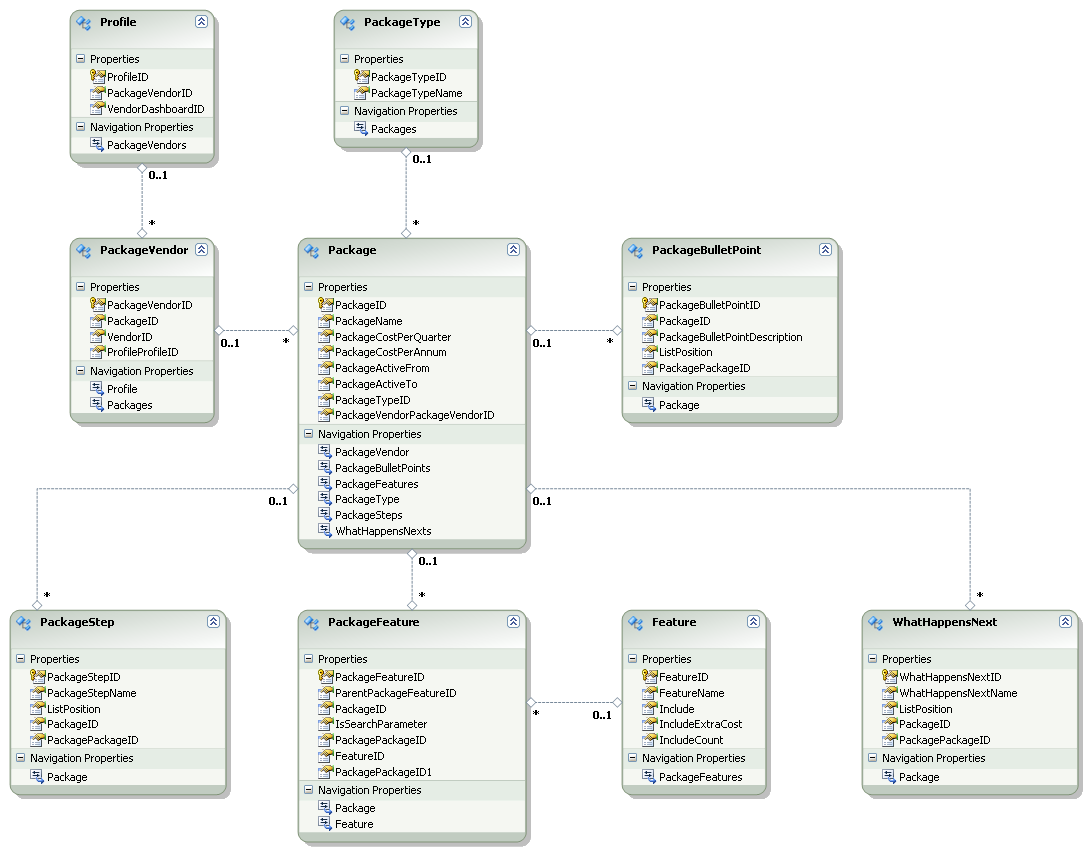 Profile
Properties
ProfileID
PackageVendorID
VendorDashboardID
Navigation Properties
PackageVendors
0..1
*
PackageType
Properties
PackageTypeID
PackageTypeName
Navigation Properties
Packages
0..1
*
PackageVendor
Properties
PackageVendorID
PackageID
VendorID
ProfileProfileID
Navigation Properties
Profile
Packages
0..1
*
Package
Properties
PackageID
PackageName
PackageCostPerQuarter
PackageCostPerAnnum
PackageActiveFrom
PackageActiveTo
PackageTypeID
PackageVendorPackageVendorID
Navigation Properties
PackageVendor
PackageBulletPoints
PackageFeatures
PackageType
PackageSteps
WhatHappensNexts
0..1
*
PackageBulletPoint
Properties
PackageBulletPointID
PackageID
PackageBulletPointDescription
ListPosition
PackagePackageID
Navigation Properties
Package
0..1
*
0..1
*
0..1
*
PackageStep
Properties
PackageStepID
PackageStepName
ListPosition
PackageID
PackagePackageID
Navigation Properties
Package
PackageFeature
Properties
PackageFeatureID
ParentPackageFeatureID
PackageID
IsSearchParameter
PackagePackageID
FeatureID
PackagePackageID1
Navigation Properties
Package
Feature
*
0..1
Feature
Properties
FeatureID
FeatureName
Include
IncludeExtraCost
IncludeCount
Navigation Properties
PackageFeatures
WhatHappensNext
Properties
WhatHappensNextID
WhatHappensNextName
ListPosition
PackageID
PackagePackageID
Navigation Properties
Package